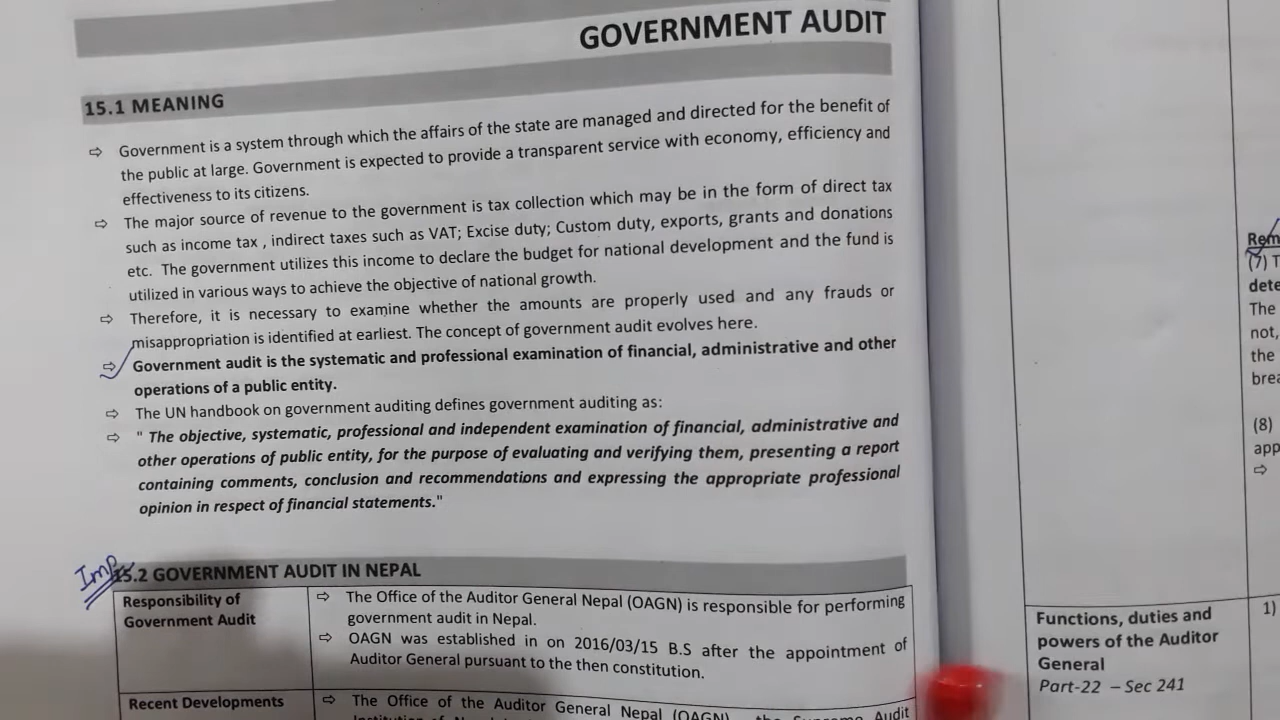 GOVERNMENT AUDIT
15.1 MEANING
⇨ Government is a system through which the affairs of the state are managed and directed for the benefit of
the public at large. Government is expected to provide a transparent service with economy, efficiency and
effectiveness to its citizens.
⇨ The major source of revenue to the government is tax collection which may be in the form of direct tax
such as income tax , indirect taxes such as VAT; Excise duty; Custom duty, exports, grants and donations
etc. The government utilizes this income to declare the budget for national development and the fund is
utilized in various ways to achieve the objective of national growth.
⇨ Therefore, it is necessary to examine whether the amounts are properly used and any frauds or
misappropriation is identified at earliest. The concept of government audit evolves here.
⇨ Government audit is the systematic and professional examination of financial, administrative and other
operations of a public entity.
⇨ The UN handbook on government auditing defines government auditing as:
⇨ " The objective, systematic, professional and independent examination of financial, administrative and
other operations of public entity, for the purpose of evaluating and verifying them, presenting a report
containing comments, conclusion and recommendations and expressing the appropriate professional
opinion in respect of financial statements."
Imp
15.2 GOVERNMENT AUDIT IN NEPAL
Responsibility of
Government Audit
⇨ The Office of the Auditor General Nepal (OAGN) is responsible for performing
government audit in Nepal.
⇨ OAGN was established in on 2016/03/15 B.S after the appointment of
Auditor General pursuant to the then constitution.
Recent Developments
⇨ The Office of the Auditor General Nepal (OAGN), the Supreme Audit
Functions, duties and
powers of the Auditor
General
Part-22 – Sec 241
1)
Rem
(7) T
dete
The
not,
the
brea
(8)
app
⇨